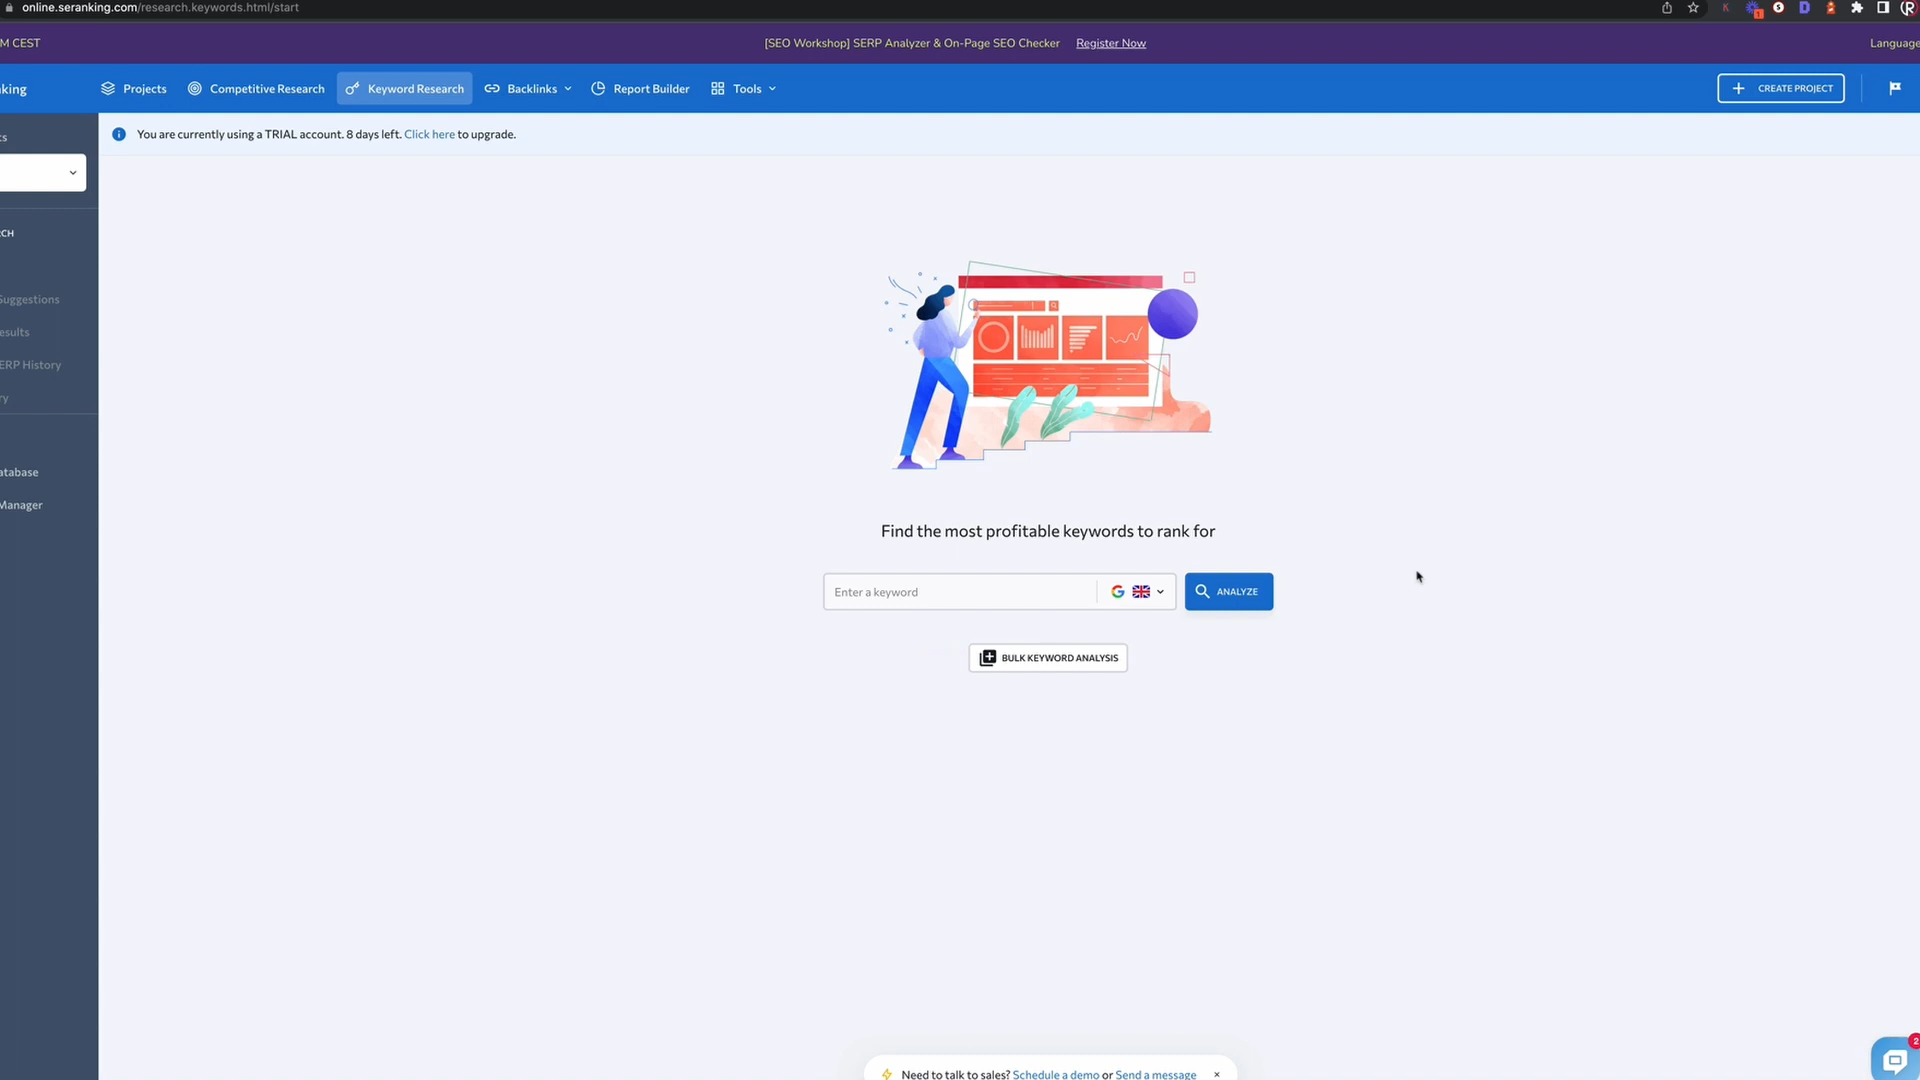 online.seranking.com/research.keywords.html/start
M CEST
[SEO Workshop] SERP Analyzer & On-Page SEO Checker Register Now
Language
king
Projects
Competitive Research
Keyword Research
Backlinks
Report Builder
Tools
CREATE PROJECT
You are currently using a TRIAL account. 8 days left. Click here to upgrade.
ts
RCH
Suggestions
esults
ERP History
ry
atabase
Manager
Find the most profitable keywords to rank for
Enter a keyword
ANALYZE
BULK KEYWORD ANALYSIS
Need to talk to sales? Schedule a demo or Send a message ×
2